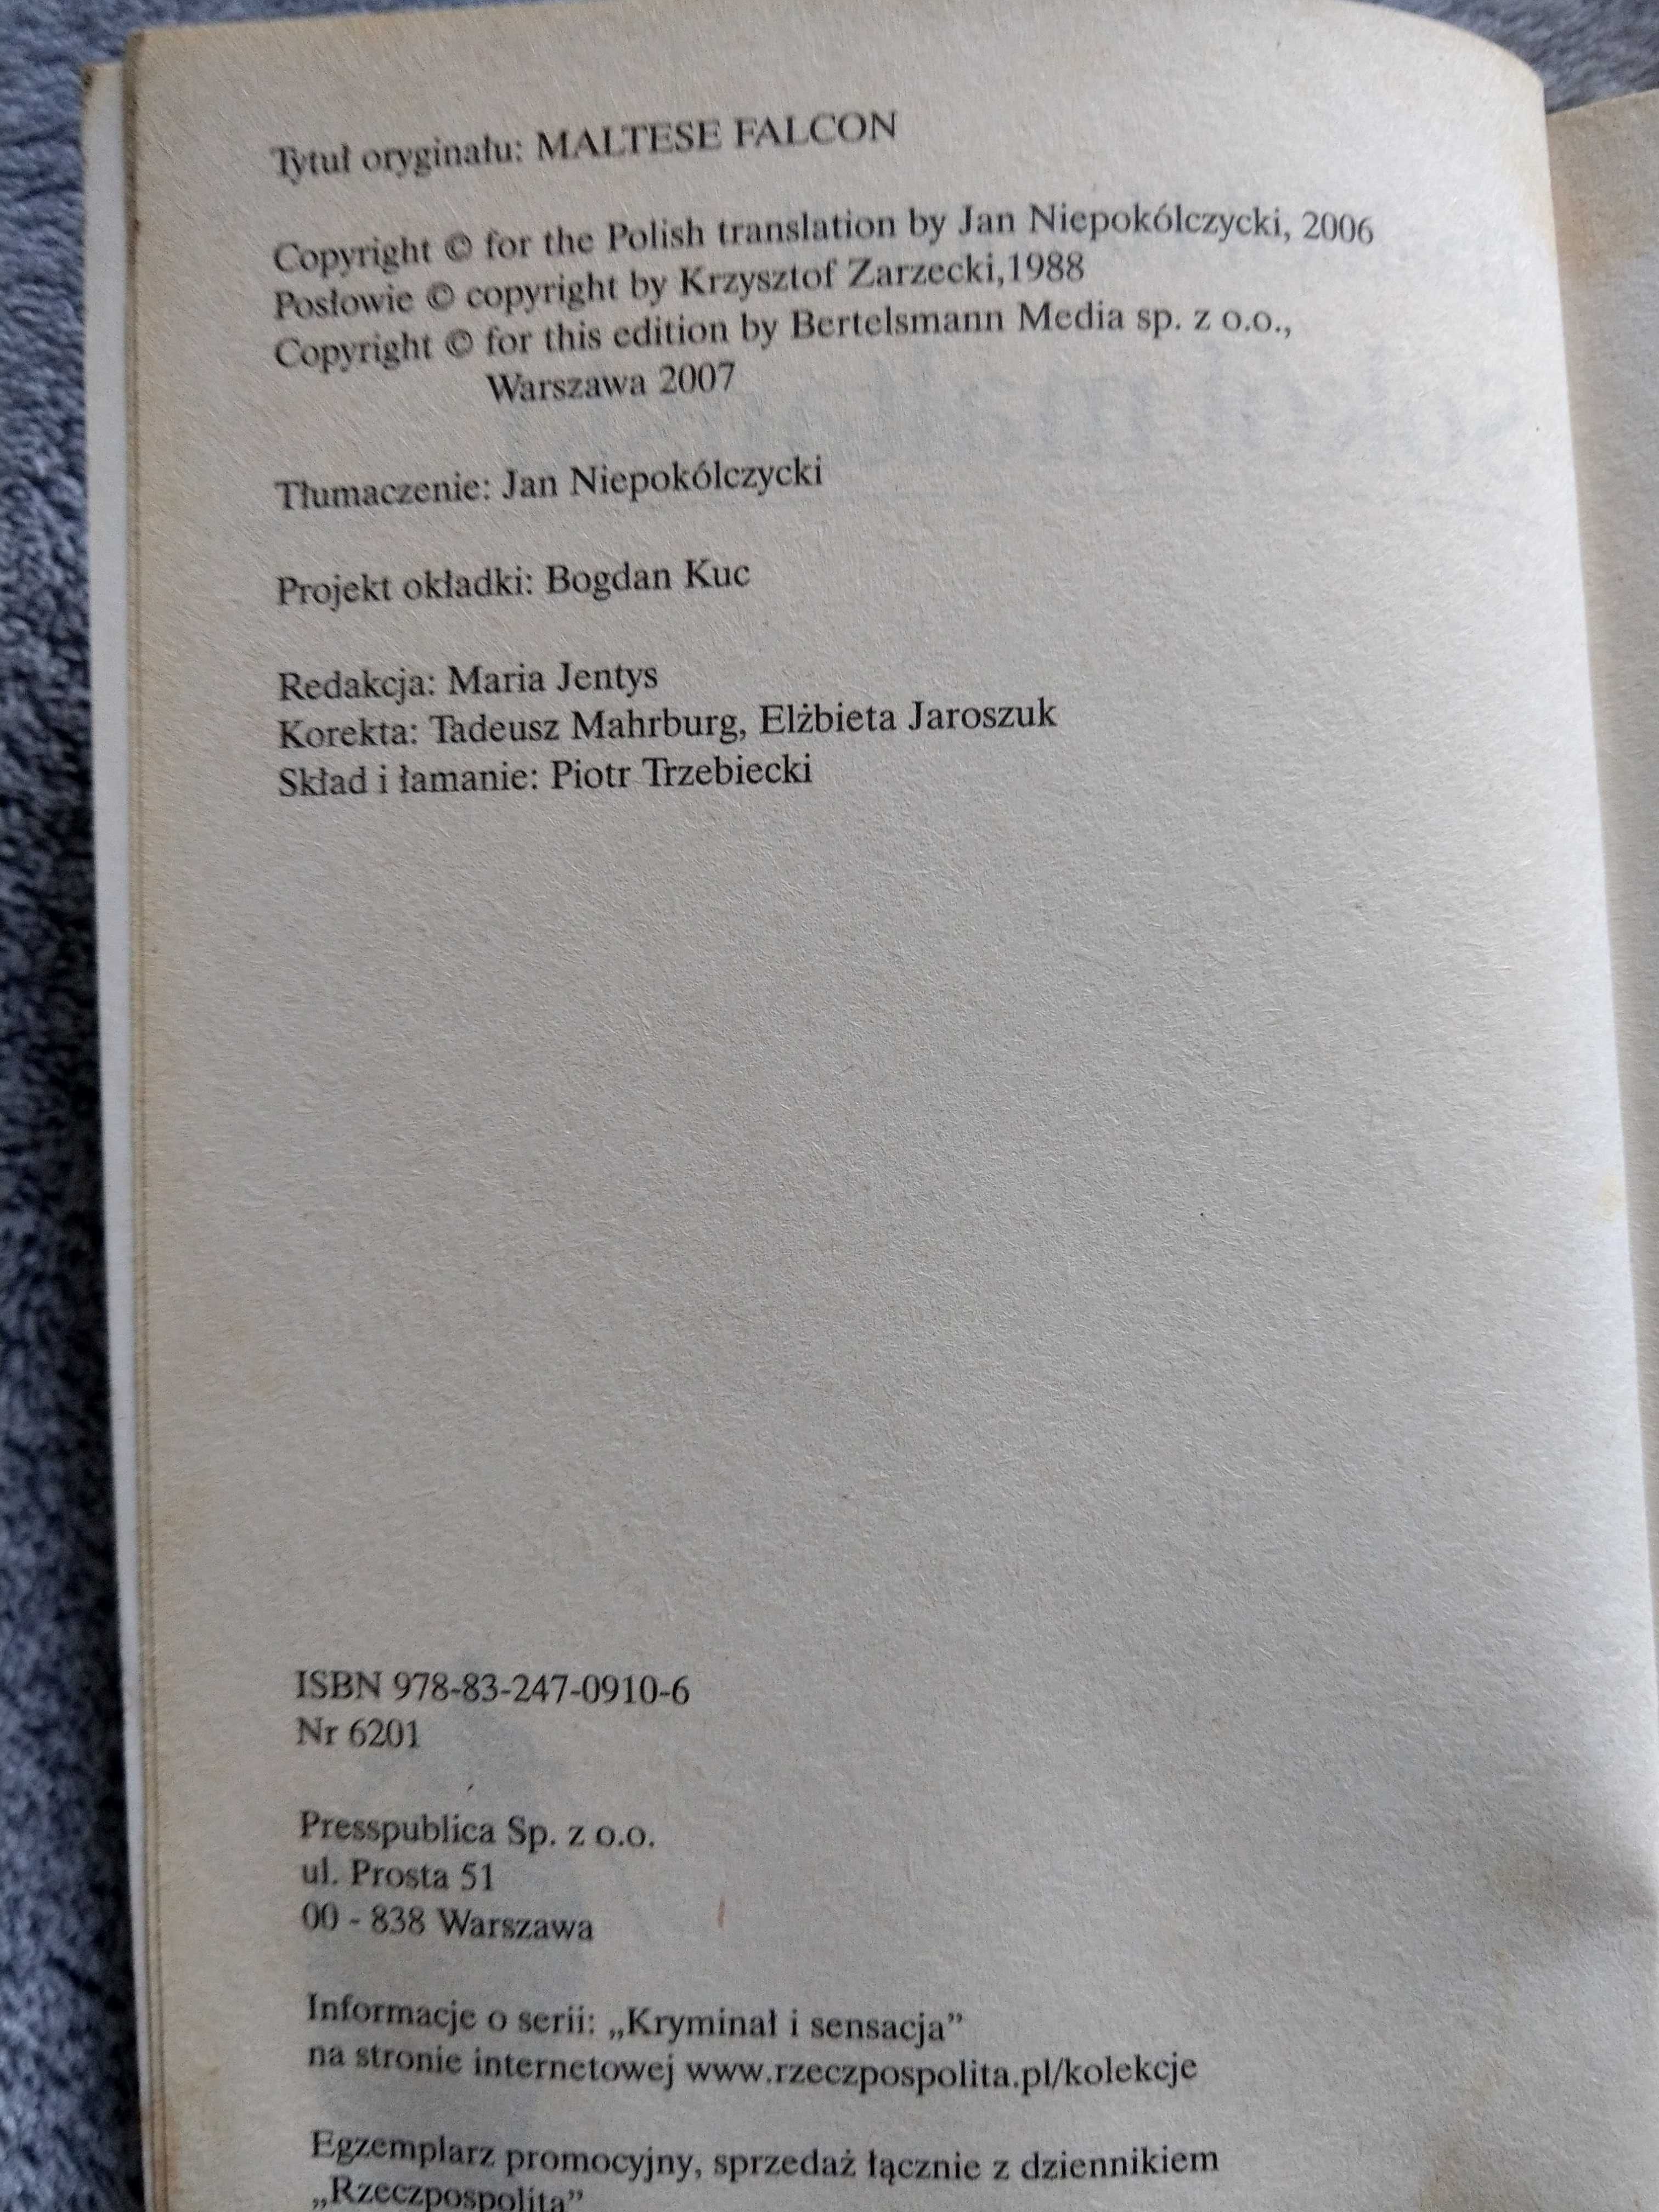 Tytuł oryginału: MALTESE FALCON
Copyright © for the Polish translation by Jan Niepokólczycki, 2006
Posłowie © copyright by Krzysztof Zarzecki,1988
Copyright © for this edition by Bertelsmann Media sp. z o.o.,
Warszawa 2007
Tłumaczenie: Jan Niepokólczycki
Projekt okładki: Bogdan Kuc
Redakcja: Maria Jentys
Korekta: Tadeusz Mahrburg, Elżbieta Jaroszuk
Skład i łamanie: Piotr Trzebiecki
ISBN 978-83-247-0910-6
Nr 6201
Presspublica Sp. z o.o.
ul. Prosta 51
00 - 838 Warszawa
Informacje o serii: „Kryminał i sensacja”
na stronie internetowej www.rzeczpospolita.pl/kolekcje
Egzemplarz promocyjny, sprzedaż łącznie z dziennikiem
„Rzeczpospolita”